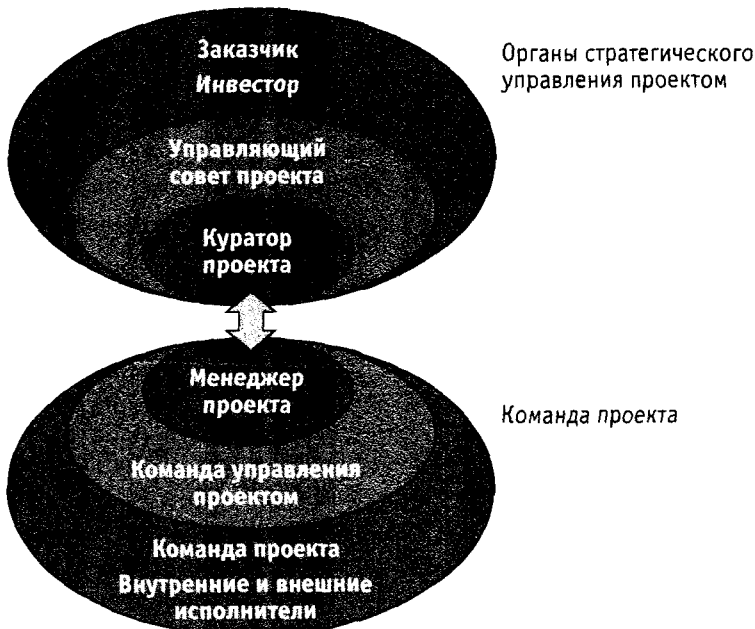 Заказчик
Инвестор
Органы стратегического
управления проектом
Управляющий
совет проекта
Куратор
проекта
Менеджер
проекта
Команда проекта
Команда управления
проектом
Команда проекта
Внутренние и внешние
исполнители